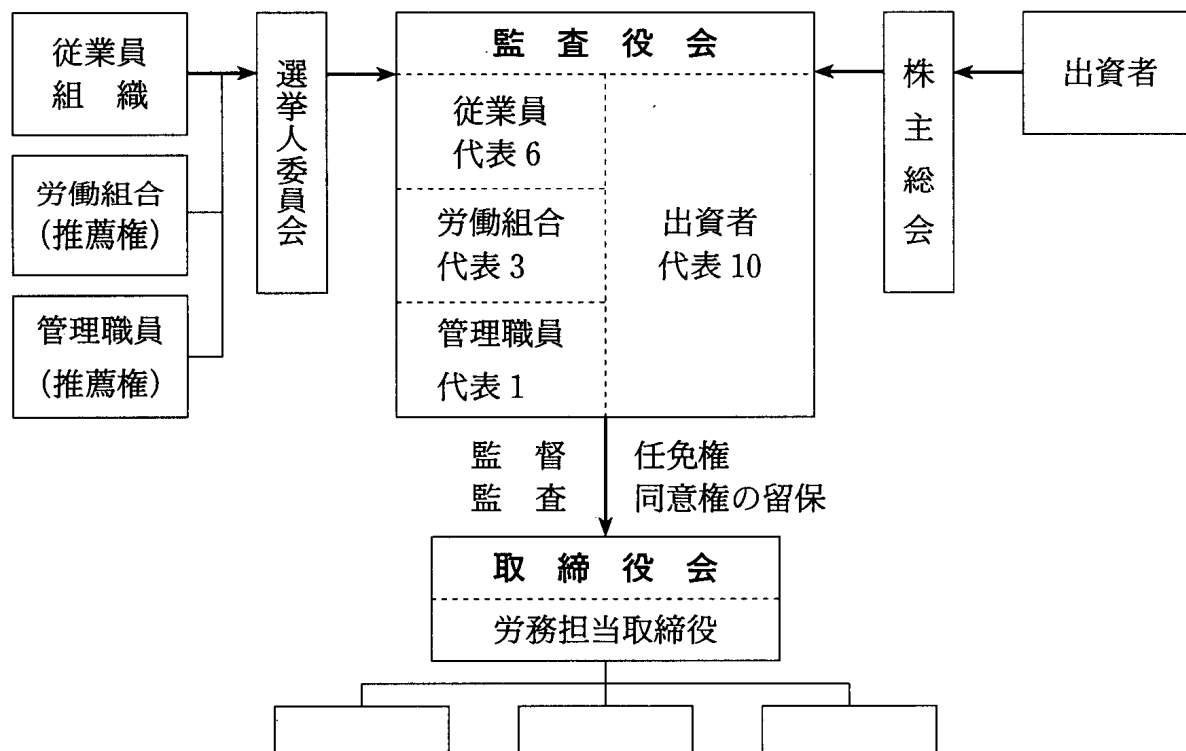 従業員
組織
労働組合
(推薦権)
管理職員
(推薦権)
選挙人委員会
監査役会
従業員
代表6
労働組合
代表3
管理職員
代表1
出資者
代表10
株主総会
出資者
監督
監査
任免権
同意権の留保
取締役会
労務担当取締役